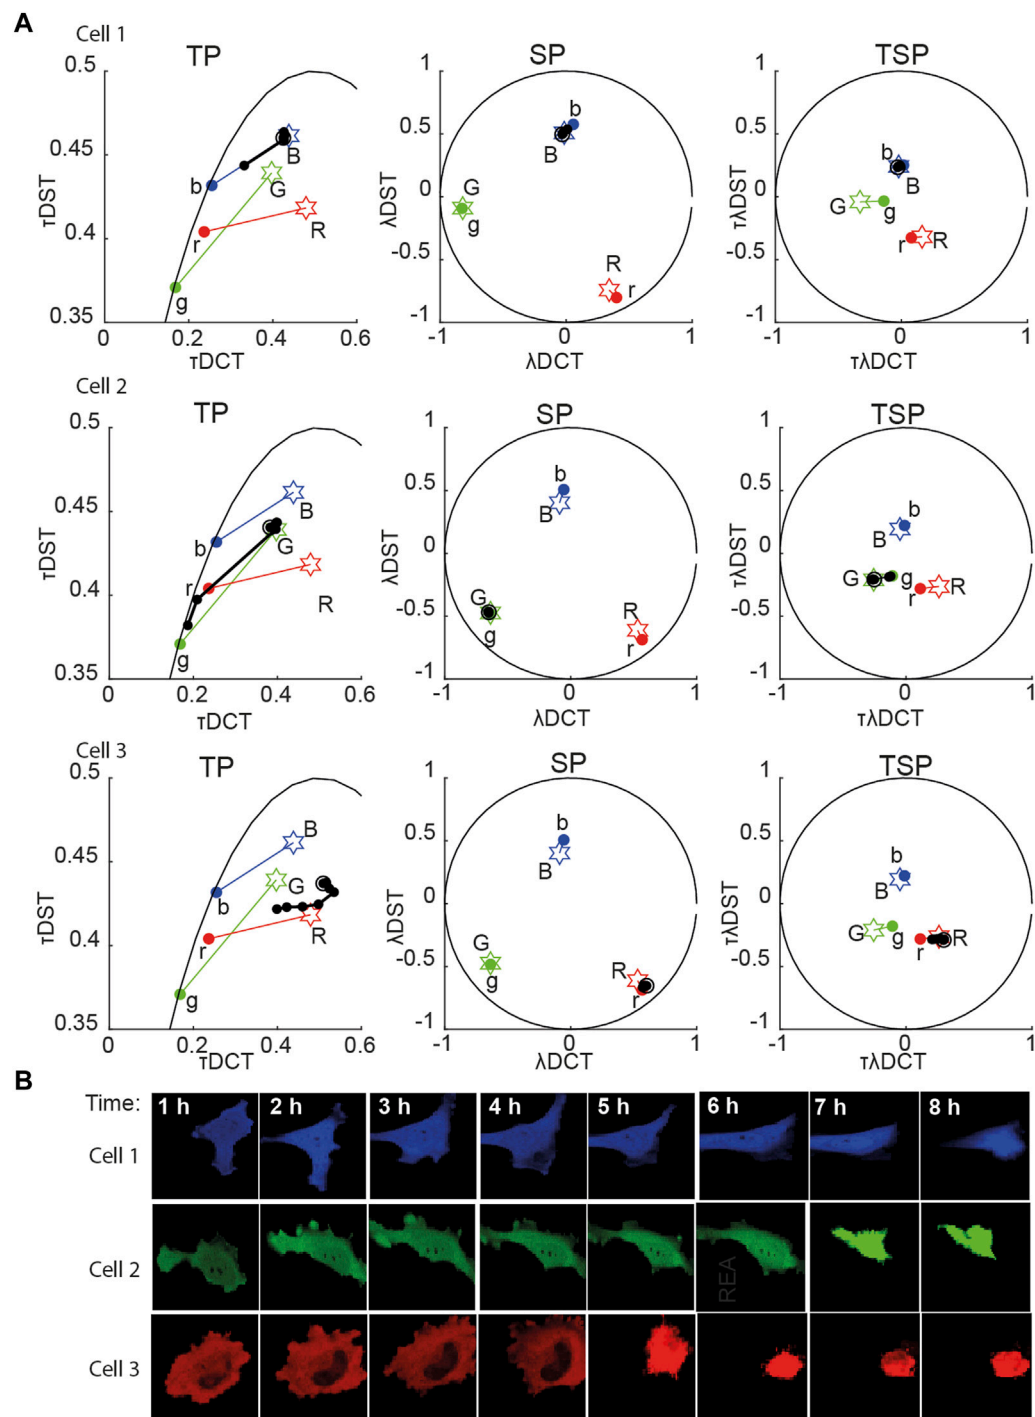 A
Cell 1
TP
SP
TSP
0.5
0.45
0.4
0.35
0
0.2
0.4
0.6
τDST
τDCT
b
B
G
r
R
g
1
0.5
0
-0.5
-1
-1
0
1
λDST
λDCT
b
B
G
g
R
r
1
0.5
0
-0.5
-1
-1
0
1
τλDST
τλDCT
b
B
G
g
r
R
Cell 2
TP
SP
TSP
0.5
0.45
0.4
0.35
0
0.2
0.4
0.6
τDST
τDCT
B
b
G
r
R
g
1
0.5
0
-0.5
-1
-1
0
1
λDST
λDCT
b
B
G
g
R
r
1
0.5
0
-0.5
-1
-1
0
1
τλDST
τλDCT
b
B
G
g
r
R
Cell 3
TP
SP
TSP
0.5
0.45
0.4
0.35
0
0.2
0.4
0.6
τDST
τDCT
B
b
G
R
r
g
1
0.5
0
-0.5
-1
-1
0
1
λDST
λDCT
b
B
G
g
R
r
1
0.5
0
-0.5
-1
-1
0
1
τλDST
τλDCT
b
B
G
g
r
R
B
Time: 1 h 2 h 3 h 4 h 5 h 6 h 7 h 8 h
Cell 1
Cell 2
REA
Cell 3